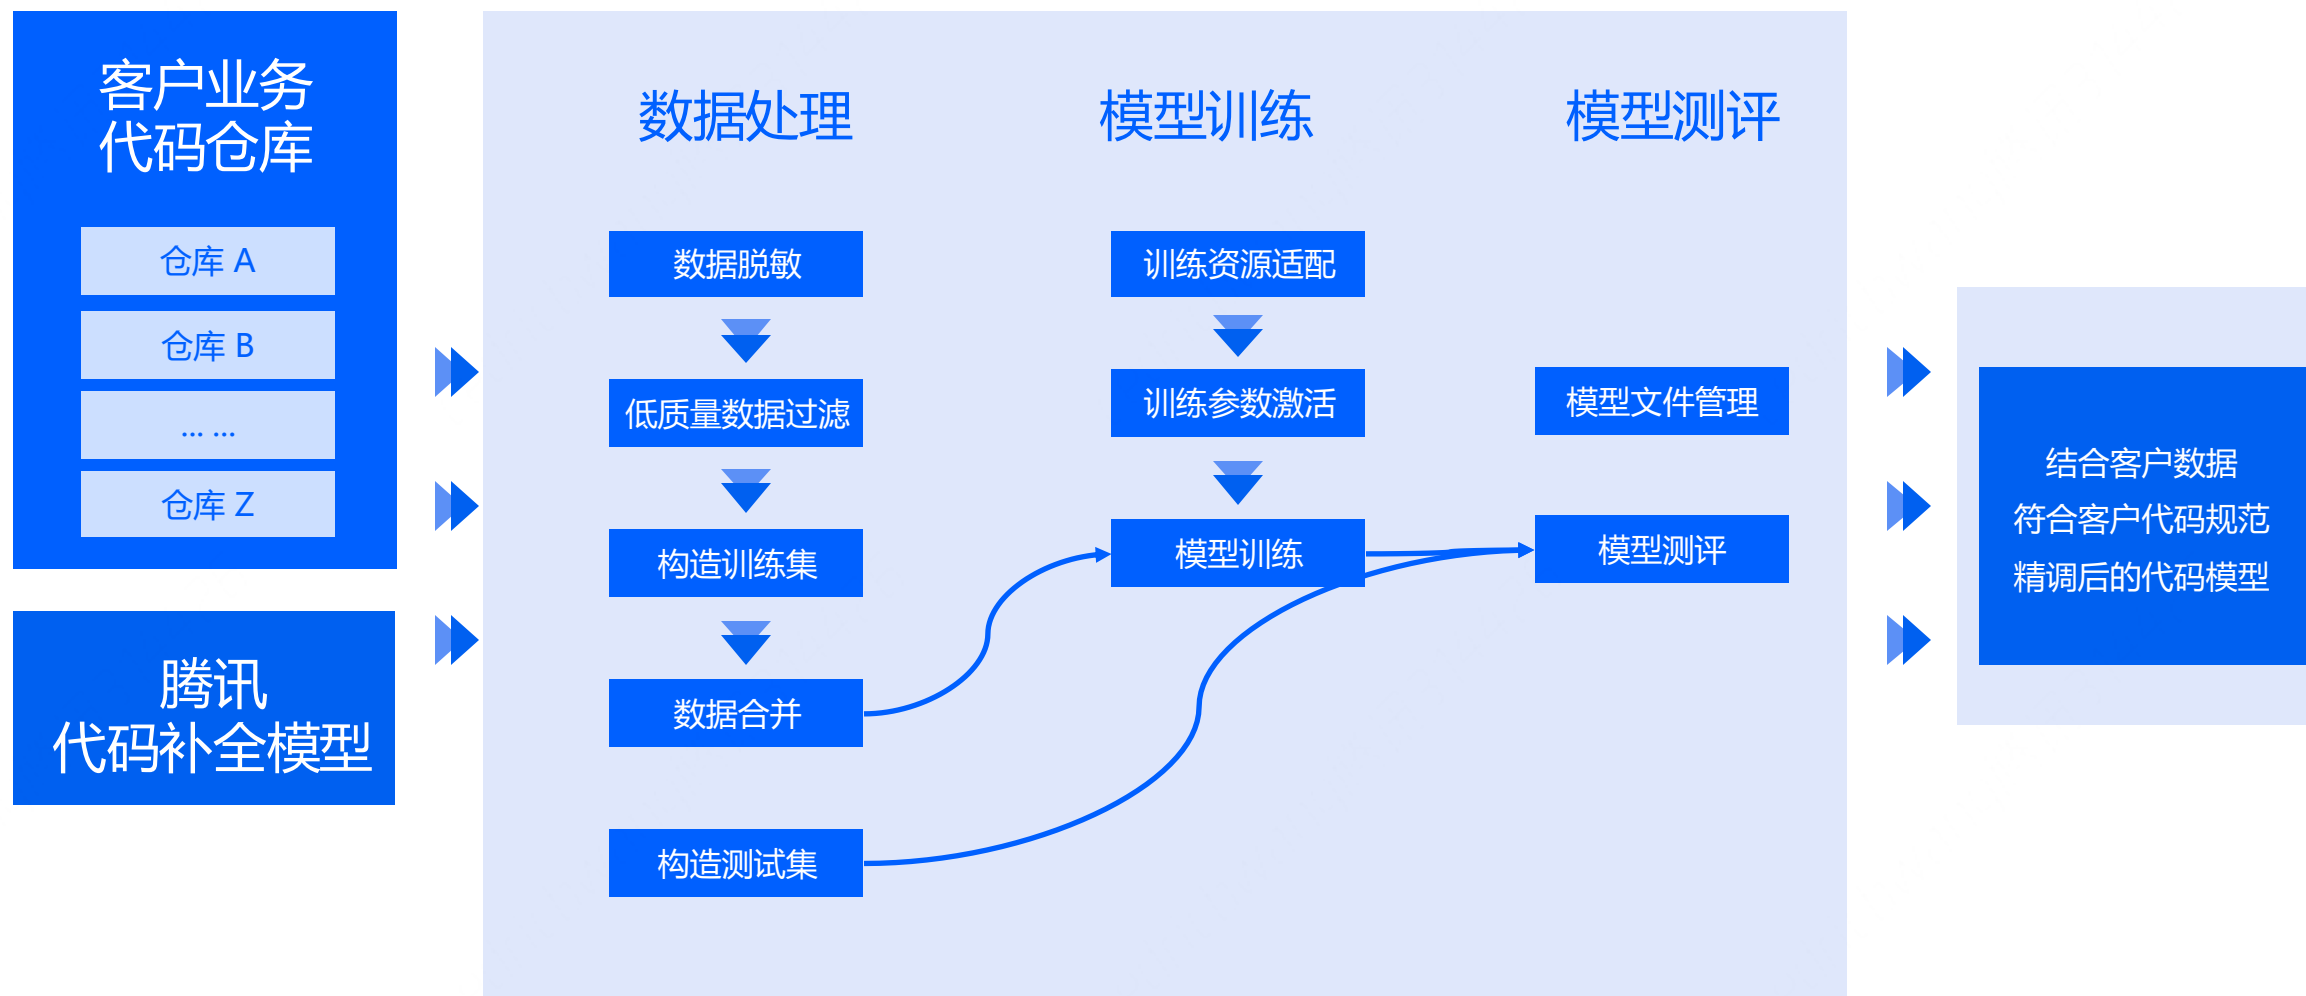 客户业务
代码仓库
仓库 A
仓库 B
... ...
仓库 Z
腾讯
代码补全模型
数据处理
数据脱敏
低质量数据过滤
构造训练集
数据合并
构造测试集
模型训练
训练资源适配
训练参数激活
模型训练
模型测评
模型文件管理
模型测评
结合客户数据
符合客户代码规范
精调后的代码模型